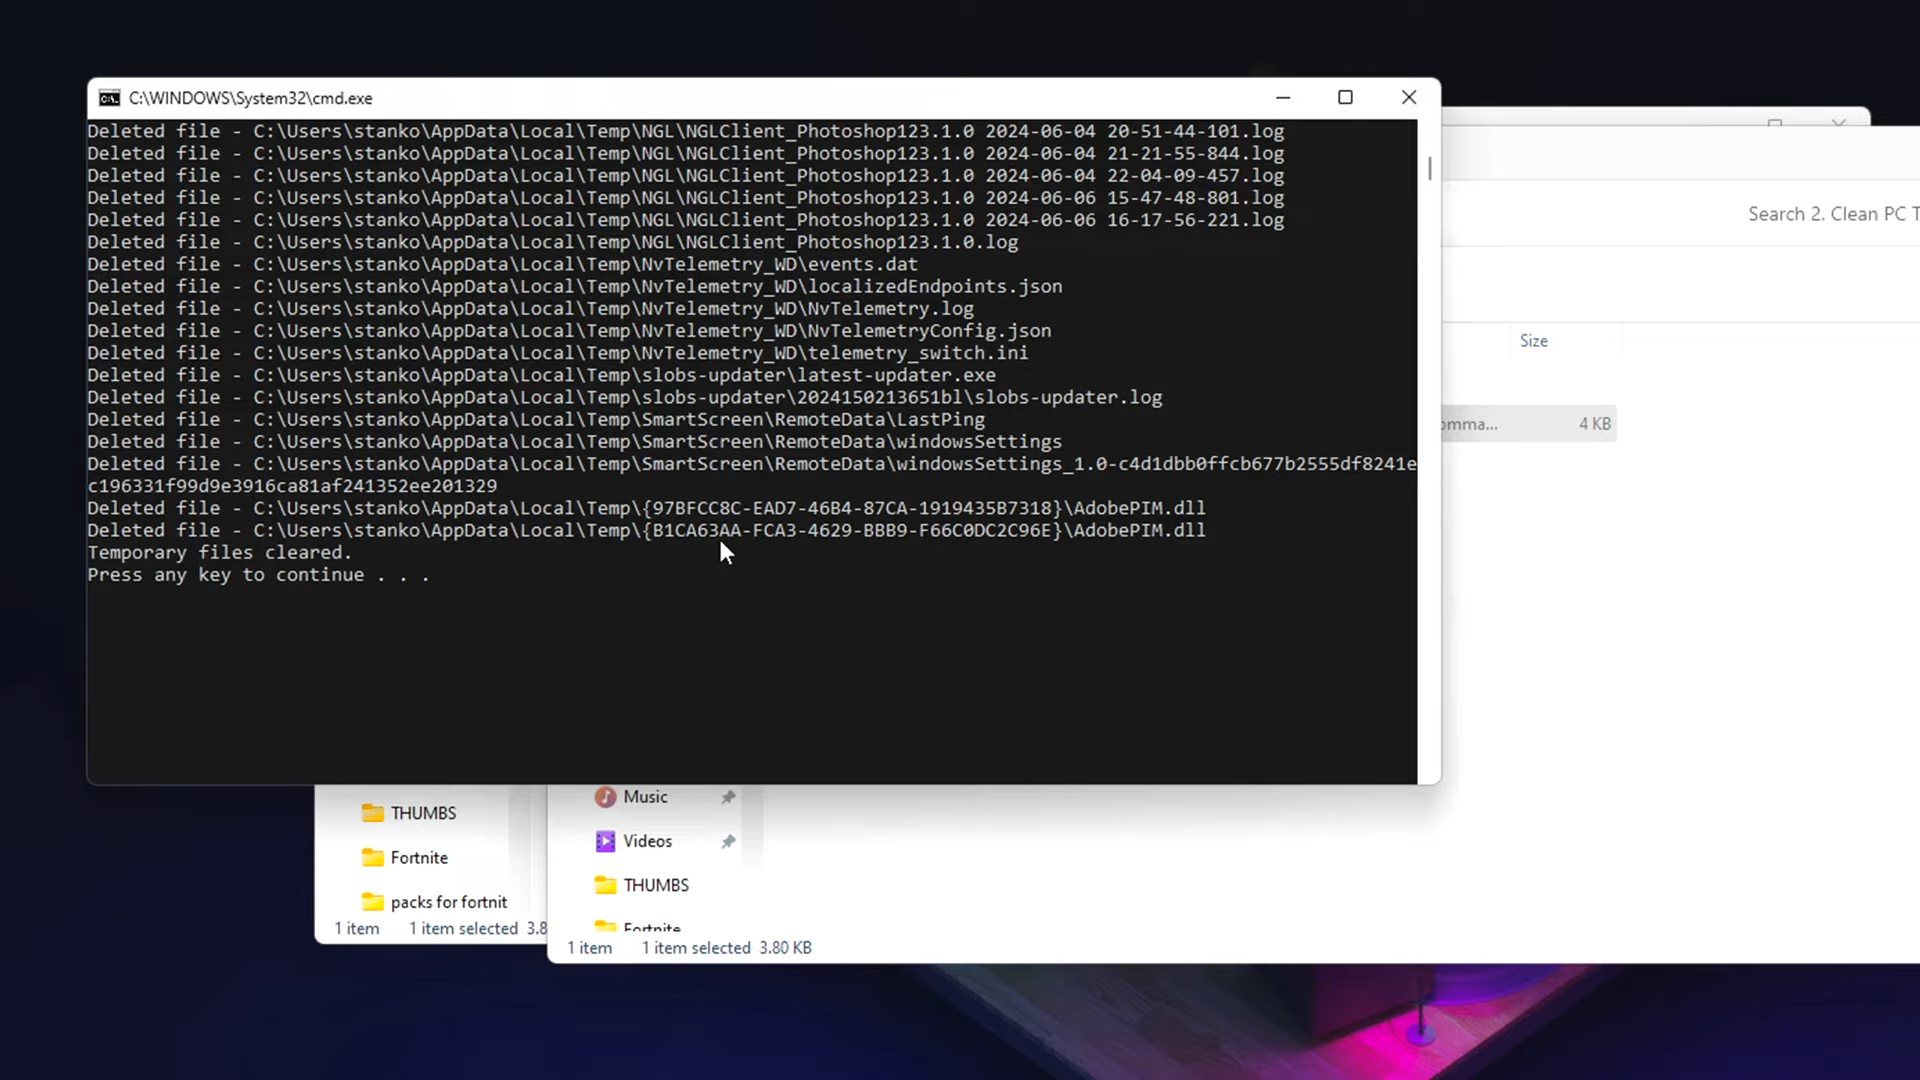 C:\WINDOWS\System32\cmd.exe
Deleted file - C:\Users\stanko\AppData\Local\Temp\NGL\NGLClient_Photoshop123.1.0 2024-06-04 20-51-44-101.log
Deleted file - C:\Users\stanko\AppData\Local\Temp\NGL\NGLClient_Photoshop123.1.0 2024-06-04 21-21-55-844.log
Deleted file - C:\Users\stanko\AppData\Local\Temp\NGL\NGLClient_Photoshop123.1.0 2024-06-04 22-04-09-457.log
Deleted file - C:\Users\stanko\AppData\Local\Temp\NGL\NGLClient_Photoshop123.1.0 2024-06-06 15-47-48-801.log
Deleted file - C:\Users\stanko\AppData\Local\Temp\NGL\NGLClient_Photoshop123.1.0 2024-06-06 16-17-56-221.log
Deleted file - C:\Users\stanko\AppData\Local\Temp\NGL\NGLClient_Photoshop123.1.0.log
Deleted file - C:\Users\stanko\AppData\Local\Temp\NvTelemetry_WD\events.dat
Deleted file - C:\Users\stanko\AppData\Local\Temp\NvTelemetry_WD\localizedEndpoints.json
Deleted file - C:\Users\stanko\AppData\Local\Temp\NvTelemetry_WD\NvTelemetry.log
Deleted file - C:\Users\stanko\AppData\Local\Temp\NvTelemetry_WD\NvTelemetryConfig.json
Deleted file - C:\Users\stanko\AppData\Local\Temp\NvTelemetry_WD\telemetry_switch.ini
Deleted file - C:\Users\stanko\AppData\Local\Temp\slobs-updater\latest-updater.exe
Deleted file - C:\Users\stanko\AppData\Local\Temp\slobs-updater\2024150213651bl\slobs-updater.log
Deleted file - C:\Users\stanko\AppData\Local\Temp\SmartScreen\RemoteData\LastPing
Deleted file - C:\Users\stanko\AppData\Local\Temp\SmartScreen\RemoteData\windowsSettings
Deleted file - C:\Users\stanko\AppData\Local\Temp\SmartScreen\RemoteData\windowsSettings_1.0-c4d1dbb0ffcb677b2555df8241e
c196331f99d9e3916ca81af241352ee201329
Deleted file - C:\Users\stanko\AppData\Local\Temp\{97BFCC8C-EAD7-46B4-87CA-1919435B7318}\AdobePIM.dll
Deleted file - C:\Users\stanko\AppData\Local\Temp\{B1CA63AA-FCA3-4629-BBB9-F66C0DC2C96E}\AdobePIM.dll
Temporary files cleared.
Press any key to continue . . .
Search 2. Clean PC T
Size
omma... 4 KB
THUMBS
Fortnite
packs for fortnit
1 item 1 item selected 3.8
Music
Videos
THUMBS
Fortnite
1 item 1 item selected 3.80 KB